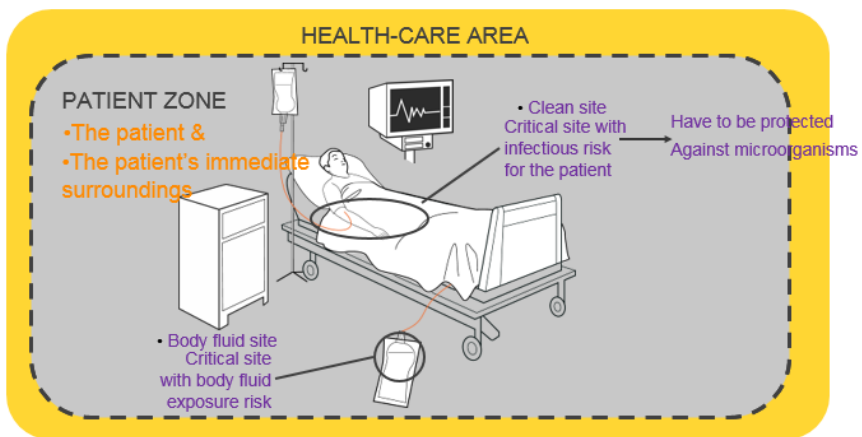 HEALTH-CARE AREA
PATIENT ZONE
•The patient &
•The patient's immediate
surroundings
• Clean site
Critical site with
infectious risk
for the patient
Have to be protected
Against microorganisms
• Body fluid site
Critical site
with body fluid
exposure risk